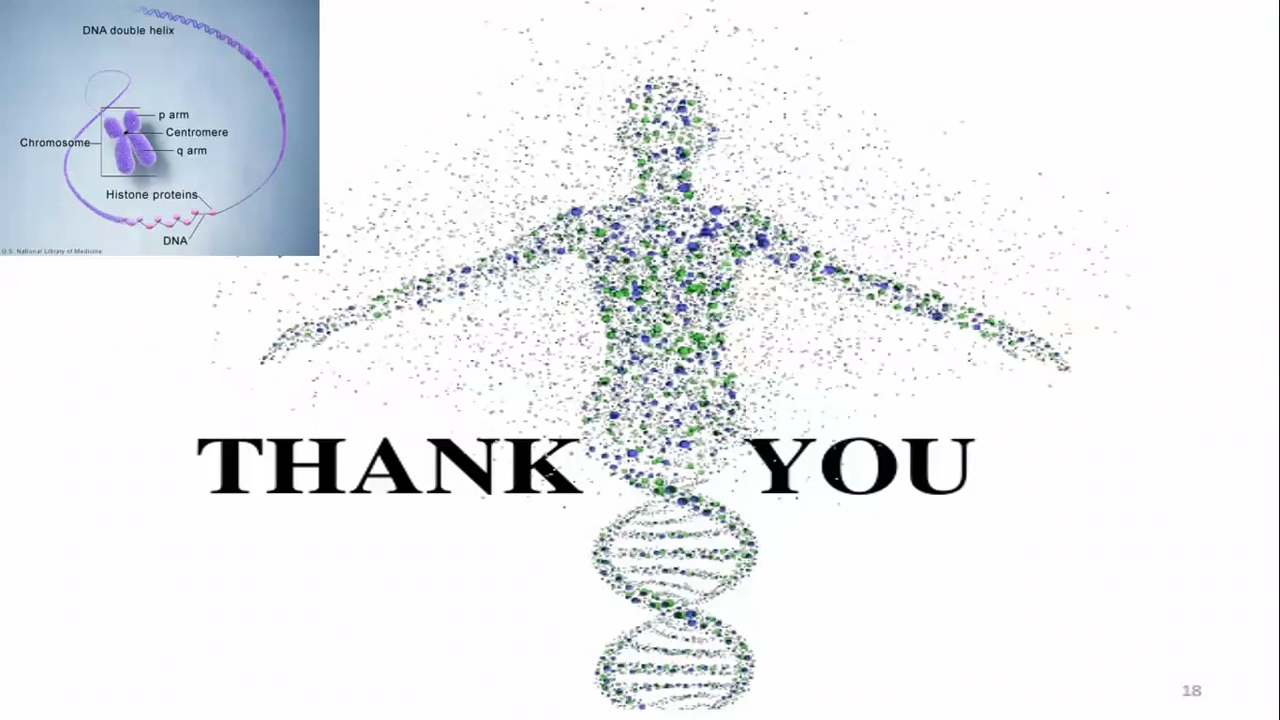 DNA double helix
p arm
Centromere
Chromosome
q arm
Histone proteins
DNA
U.S. National Library of Medicine
THANK YOU
18